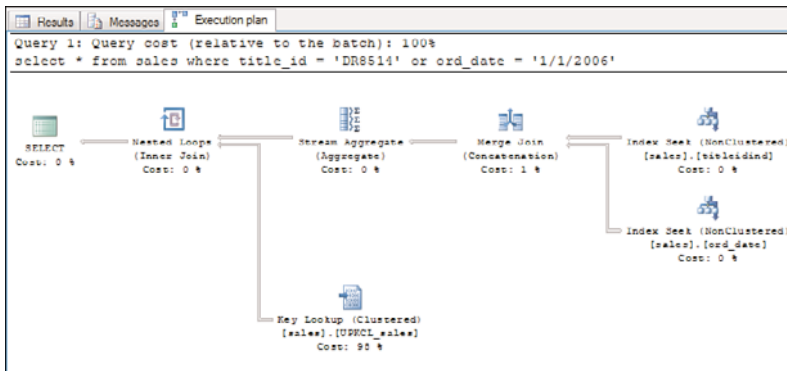 Results Messages Execution plan
Query 1: Query cost (relative to the batch): 100%
select * from sales where title_id = 'DR8514' or ord_date = '1/1/2006'
SELECT
Cost: 0 %
Nested Loops
(Inner Join)
Cost: 0 %
Stream Aggregate
(Aggregate)
Cost: 0 %
Merge Join
(Concatenation)
Cost: 1 %
Index Seek (NonClustered)
[sales].[titleidind]
Cost: 0 %
Index Seek (NonClustered)
[sales].[ord_date]
Cost: 0 %
Key Lookup (Clustered)
[sales].[UPKCL_sales]
Cost: 98 %